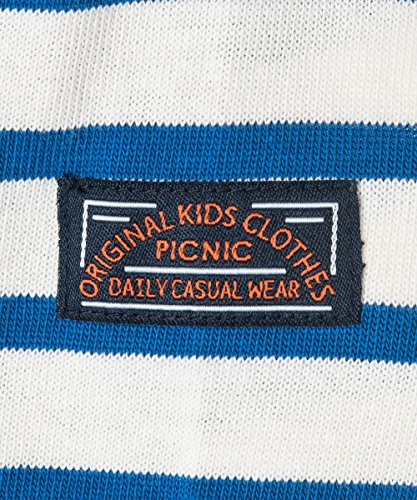 ORIGINAL KIDS CLOTHES
PICNIC
DAILY CASUAL WEAR